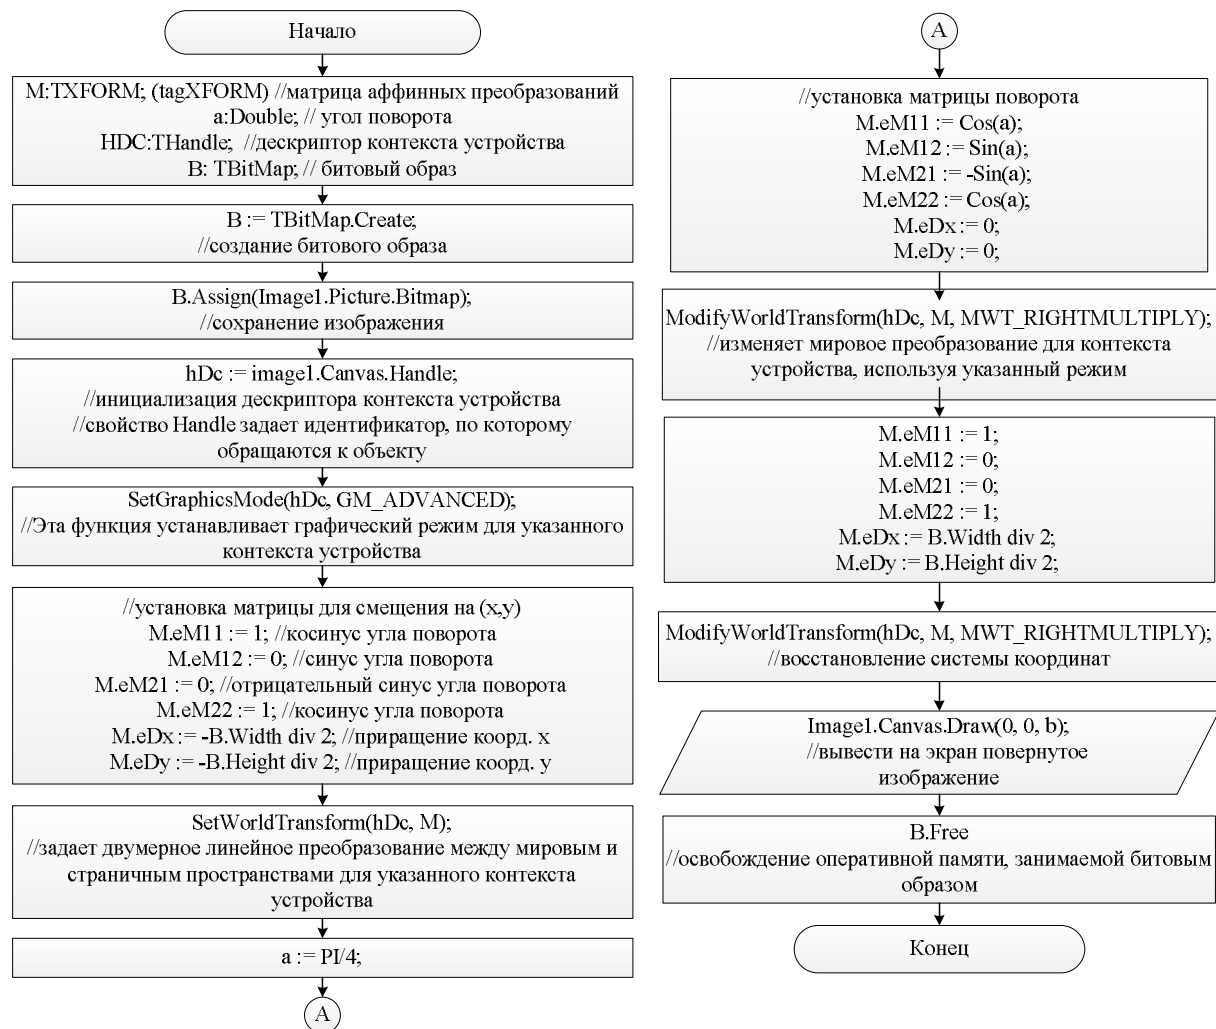 Начало
M:TXFORM; (tagXFORM) //матрица аффинных преобразований
a:Double; // угол поворота
HDC:THandle; //дескриптор контекста устройства
B: TBitMap; // битовый образ
B := TBitMap.Create;
//создание битового образа
B.Assign(Image1.Picture.Bitmap);
//сохранение изображения
hDc := image1.Canvas.Handle;
//инициализация дескриптора контекста устройства
//свойство Handle задает идентификатор, по которому
обращаются к объекту
SetGraphicsMode(hDc, GM_ADVANCED);
//Эта функция устанавливает графический режим для указанного
контекста устройства
//установка матрицы для смещения на (x,y)
M.eM11 := 1; //косинус угла поворота
M.eM12 := 0; //синус угла поворота
M.eM21 := 0; //отрицательный синус угла поворота
M.eM22 := 1; //косинус угла поворота
M.eDx := -B.Width div 2; //приращение коорд. x
M.eDy := -B.Height div 2; //приращение коорд. y
SetWorldTransform(hDc, M);
//задает двумерное линейное преобразование между мировым и
страничным пространствами для указанного контекста
устройства
a := PI/4;
A
A
//установка матрицы поворота
M.eM11 := Cos(a);
M.eM12 := Sin(a);
M.eM21 := -Sin(a);
M.eM22 := Cos(a);
M.eDx := 0;
M.eDy := 0;
ModifyWorldTransform(hDc, M, MWT_RIGHTMULTIPLY);
//изменяет мировое преобразование для контекста
устройства, используя указанный режим
M.eM11 := 1;
M.eM12 := 0;
M.eM21 := 0;
M.eM22 := 1;
M.eDx := B.Width div 2;
M.eDy := B.Height div 2;
ModifyWorldTransform(hDc, M, MWT_RIGHTMULTIPLY);
//восстановление системы координат
Image1.Canvas.Draw(0, 0, b);
//вывести на экран повернутое
изображение
B.Free
//освобождение оперативной памяти, занимаемой битовым
образом
Конец